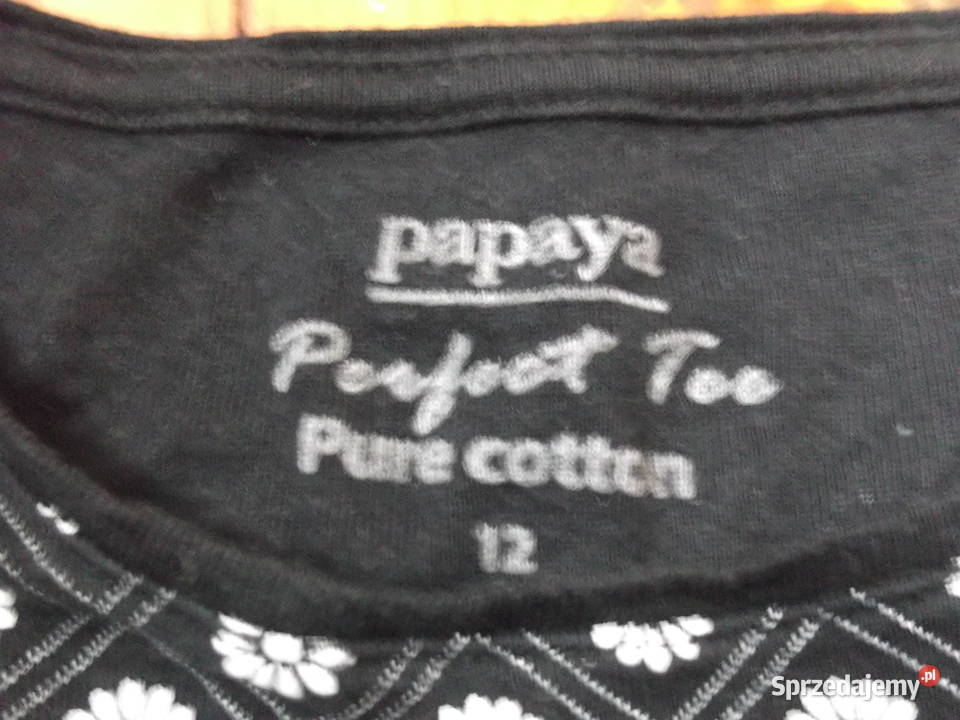 papaya
Perfect Tee
Pure cotton
12
Sprzedajemy.pl